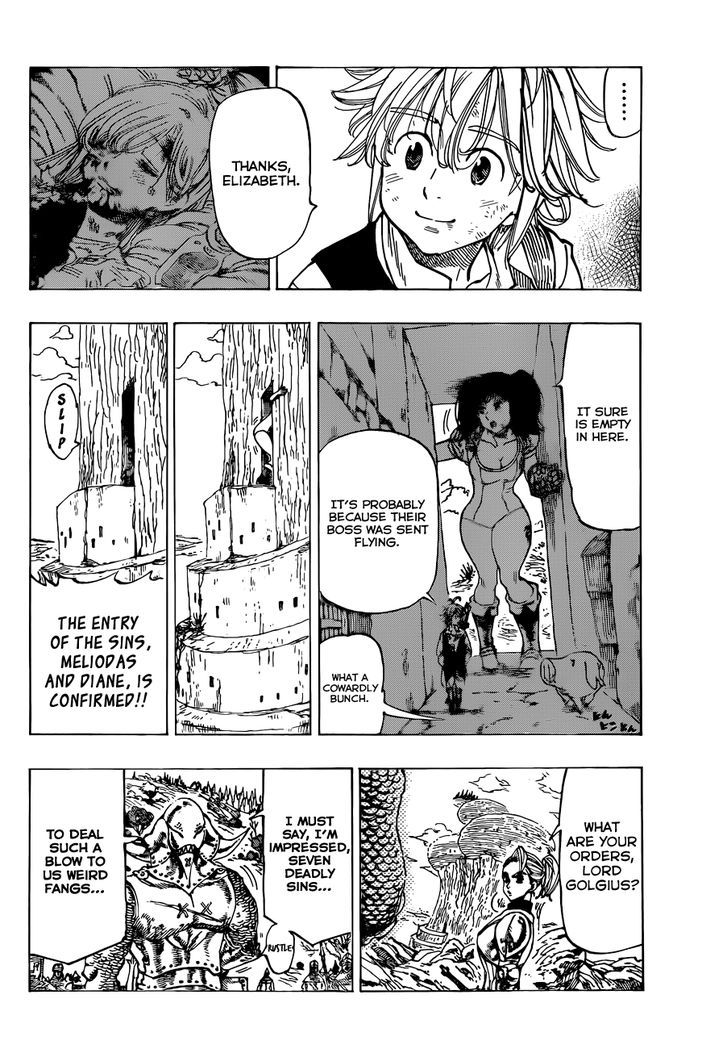 ......
THANKS,
ELIZABETH.
IT SURE
IS EMPTY
IN HERE.
IT'S PROBABLY
BECAUSE THEIR
BOSS WAS SENT
FLYING.
WHAT A
COWARDLY
BUNCH.
SLIP
THE ENTRY
OF THE SINS,
MELIODAS
AND DIANE, IS
CONFIRMED!!
WHAT
ARE YOUR
ORDERS,
LORD
GOLGIUS?
I MUST
SAY, I'M
IMPRESSED,
SEVEN
DEADLY
SINS...
RUSTLE
TO DEAL
SUCH A
BLOW TO
US WEIRD
FANGS...